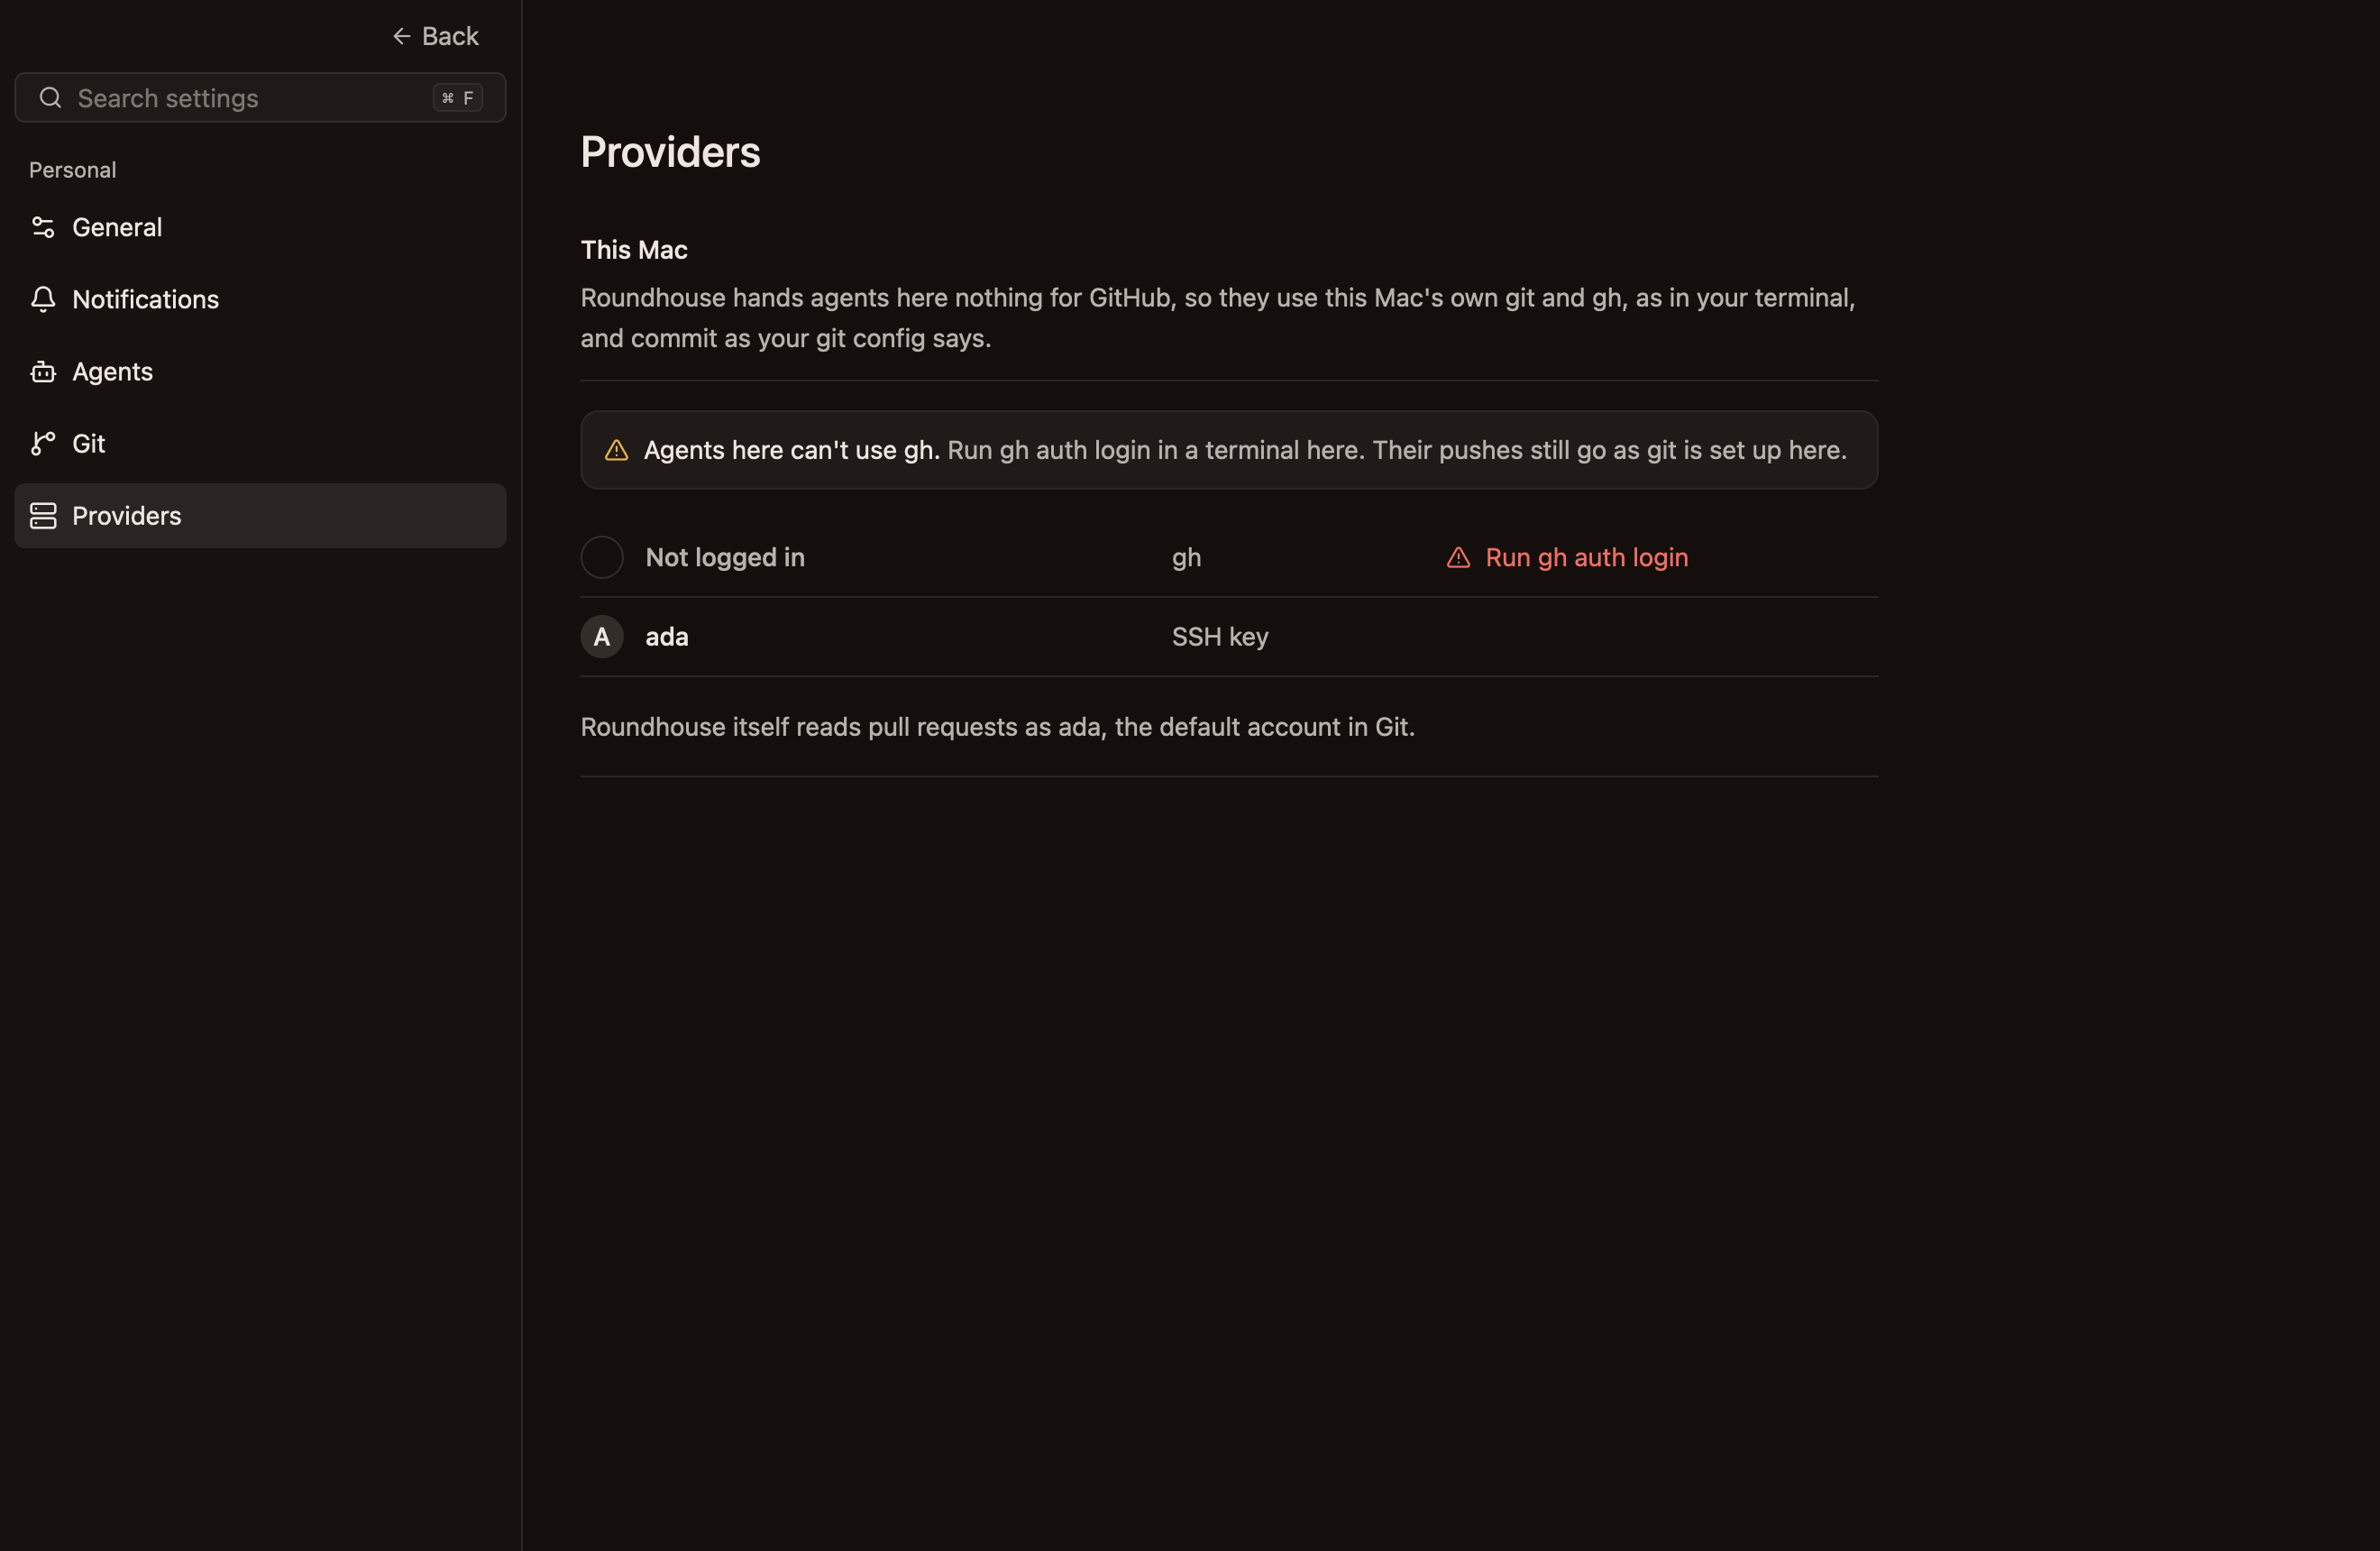 Back
Search settings
⌘ F
Personal
General
Notifications
Agents
Git
Providers
Providers
This Mac
Roundhouse hands agents here nothing for GitHub, so they use this Mac's own git and gh, as in your terminal,
and commit as your git config says.
Agents here can't use gh. Run gh auth login in a terminal here. Their pushes still go as git is set up here.
Not logged in gh Run gh auth login
A ada SSH key
Roundhouse itself reads pull requests as ada, the default account in Git.